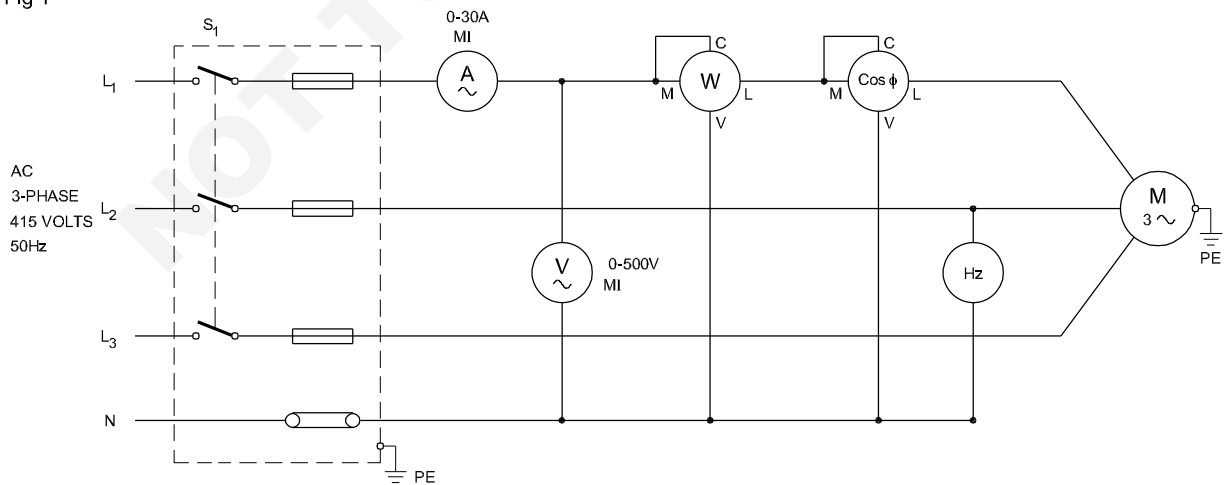 Fig 1
S1
0-30A
MI
L1
A
M
C
W
L
V
M
C
Cos ϕ
L
V
AC
3-PHASE
415 VOLTS
50Hz
L2
M
3
PE
V
0-500V
MI
Hz
L3
N
PE
NOT T